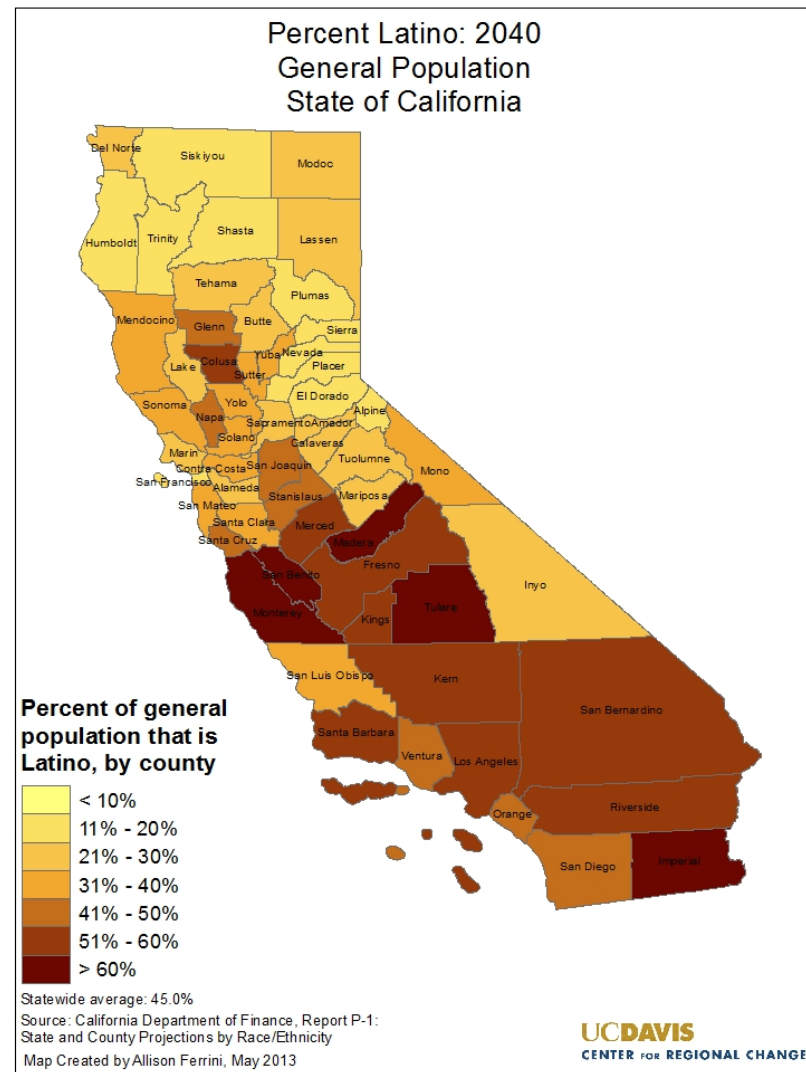 Percent Latino: 2040
General Population
State of California
Del Norte
Siskiyou
Modoc
Humboldt
Trinity
Shasta
Lassen
Tehama
Plumas
Mendocino
Glenn
Butte
Sierra
Colusa
Yuba
Nevada
Lake
Sutter
Placer
El Dorado
Sonoma
Napa
Yolo
Alpine
Solano
Sacramento
Amador
Marin
Calaveras
Tuolumne
Mono
Contra Costa
San Joaquin
San Francisco
Alameda
Stanislaus
Mariposa
San Mateo
Santa Clara
Merced
Santa Cruz
Madera
Fresno
San Benito
Inyo
Monterey
Kings
Tulare
San Luis Obispo
Kern
San Bernardino
Santa Barbara
Ventura
Los Angeles
Riverside
Orange
San Diego
Imperial
Percent of general
population that is
Latino, by county
< 10%
11% - 20%
21% - 30%
31% - 40%
41% - 50%
51% - 60%
> 60%
Statewide average: 45.0%
Source: California Department of Finance, Report P-1:
State and County Projections by Race/Ethnicity
Map Created by Allison Ferrini, May 2013
UCDAVIS
CENTER FOR REGIONAL CHANGE